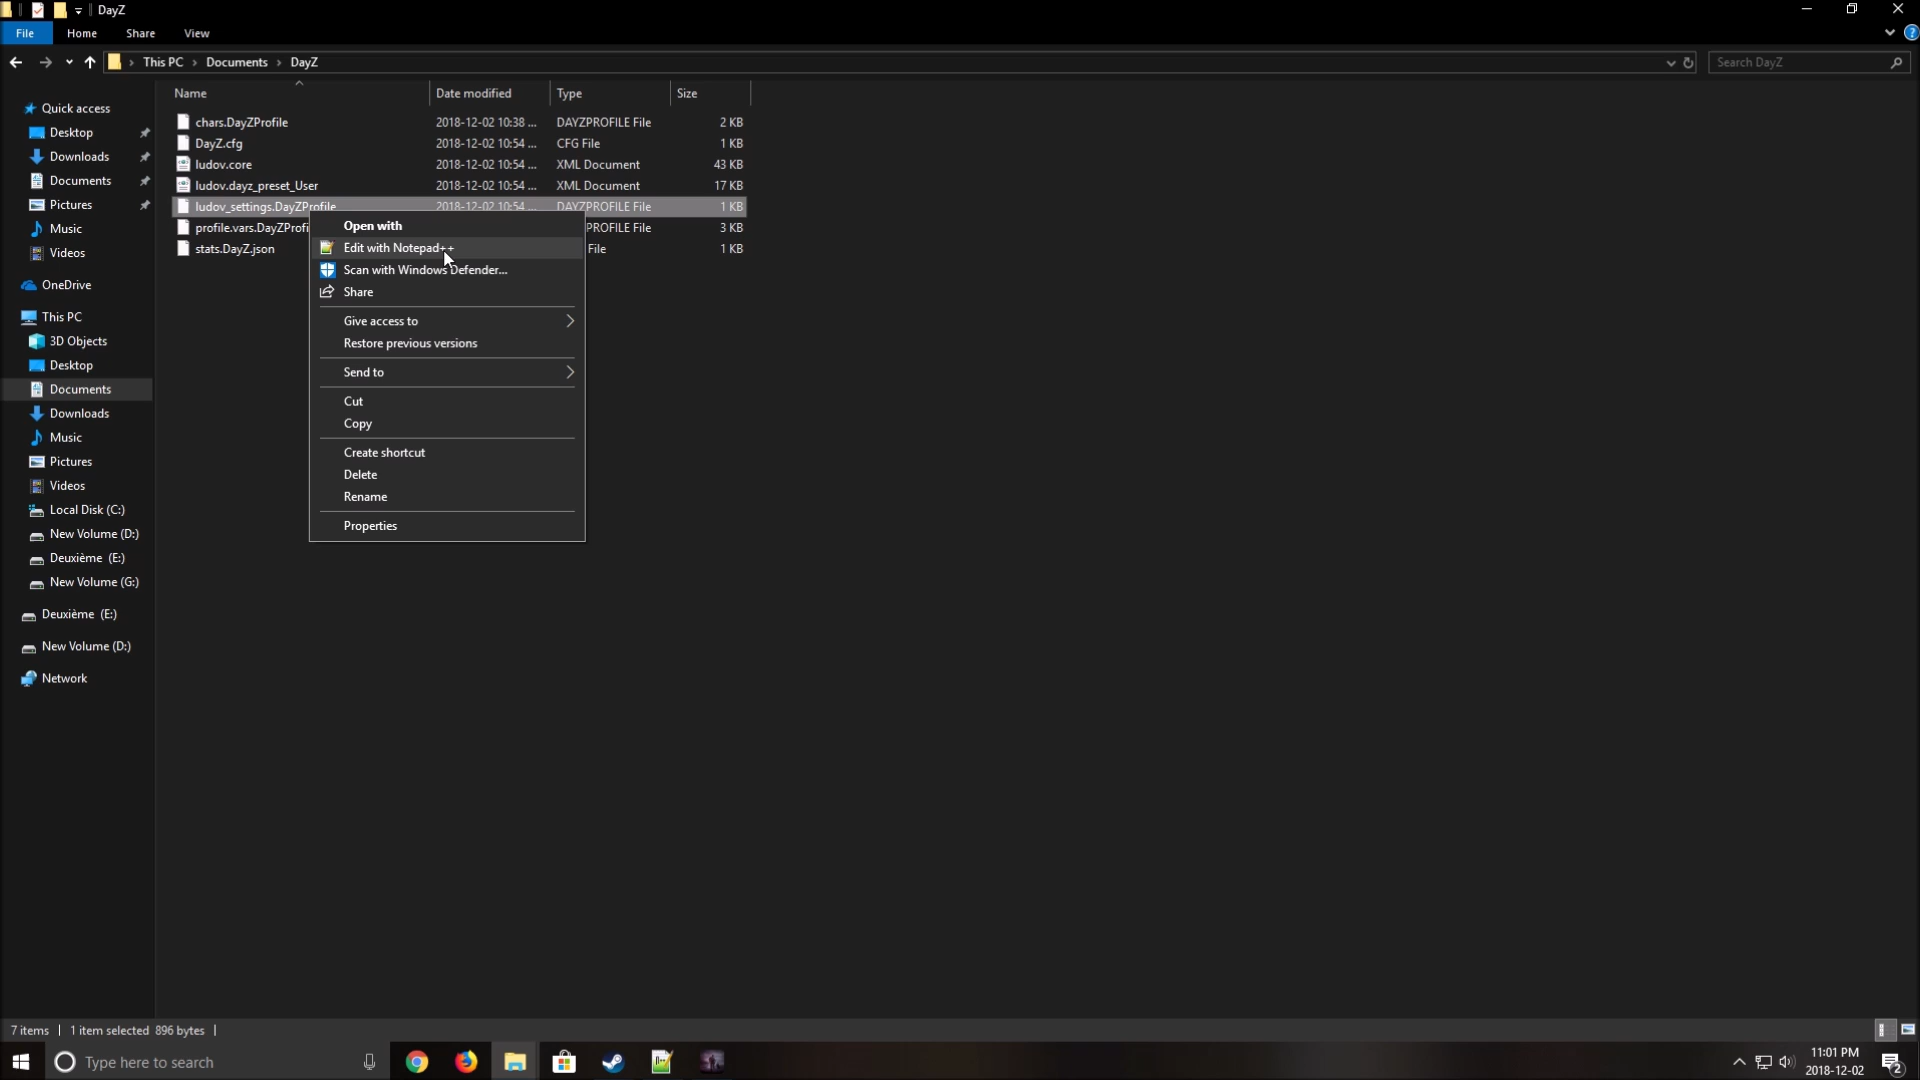 DayZ
File Home Share View
This PC › Documents › DayZ
Search DayZ
Name Date modified Type Size
chars.DayZProfile 2018-12-02 10:38 ... DAYZPROFILE File 2 KB
DayZ.cfg 2018-12-02 10:54 ... CFG File 1 KB
ludov.core 2018-12-02 10:54 ... XML Document 43 KB
ludov.dayz_preset_User 2018-12-02 10:54 ... XML Document 17 KB
ludov_settings.DayZProfile 2018-12-02 10:54 ... DAYZPROFILE File 1 KB
profile.vars.DayZProfi PROFILE File 3 KB
stats.DayZ.json File 1 KB
Open with
Edit with Notepad++
Scan with Windows Defender...
Share
Give access to
Restore previous versions
Send to
Cut
Copy
Create shortcut
Delete
Rename
Properties
Quick access
Desktop
Downloads
Documents
Pictures
Music
Videos
OneDrive
This PC
3D Objects
Desktop
Documents
Downloads
Music
Pictures
Videos
Local Disk (C:)
New Volume (D:)
Deuxième (E:)
New Volume (G:)
Deuxième (E:)
New Volume (D:)
Network
7 items | 1 item selected 896 bytes |
Type here to search
11:01 PM
2018-12-02
2